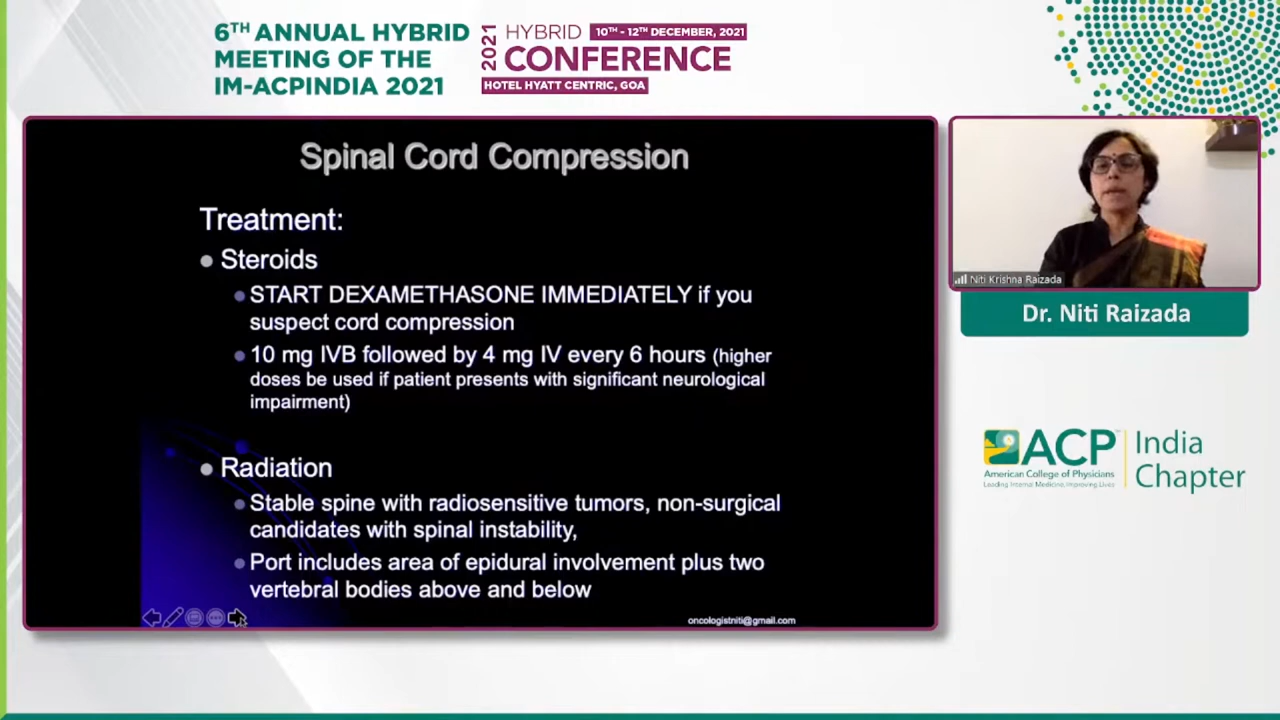 6TH ANNUAL HYBRID
MEETING OF THE
IM-ACPINDIA 2021
2021
HYBRID
10TH - 12TH DECEMBER, 2021
CONFERENCE
HOTEL HYATT CENTRIC, GOA
Spinal Cord Compression
Treatment:
Steroids
START DEXAMETHASONE IMMEDIATELY if you
suspect cord compression
10 mg IVB followed by 4 mg IV every 6 hours (higher
doses be used if patient presents with significant neurological
impairment)
Radiation
Stable spine with radiosensitive tumors, non-surgical
candidates with spinal instability,
Port includes area of epidural involvement plus two
vertebral bodies above and below
oncologistniti@gmail.com
Niti Krishna Raizada
Dr. Niti Raizada
ACP
American College of Physicians
Leading Internal Medicine, Improving Lives
India
Chapter